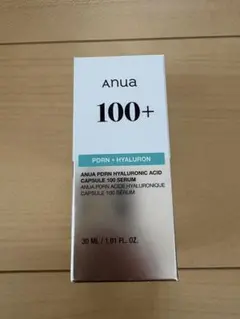 Anua
100+
PDRN + HYALURON
ANUA PDRN HYALURONIC ACID
CAPSULE 100 SERUM
ANUA PDRN ACIDE HYALURONIQUE
CAPSULE 100 SÉRUM
30 ML / 1.01 FL. OZ.